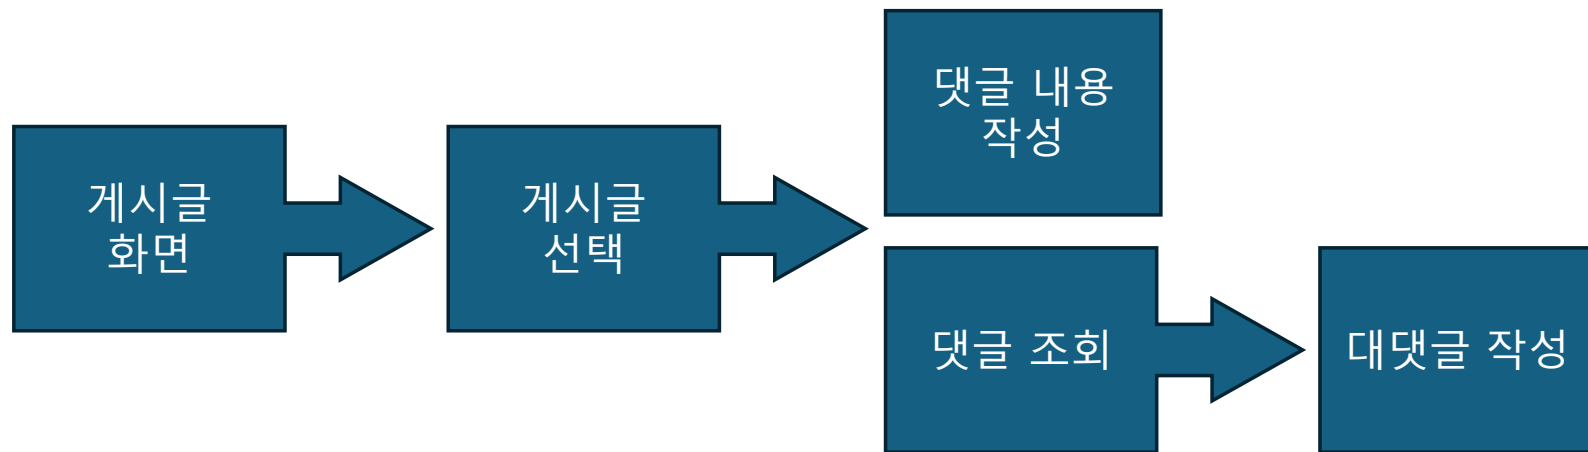 게시글
화면
게시글
선택
댓글 내용
작성
댓글 조회
대댓글 작성